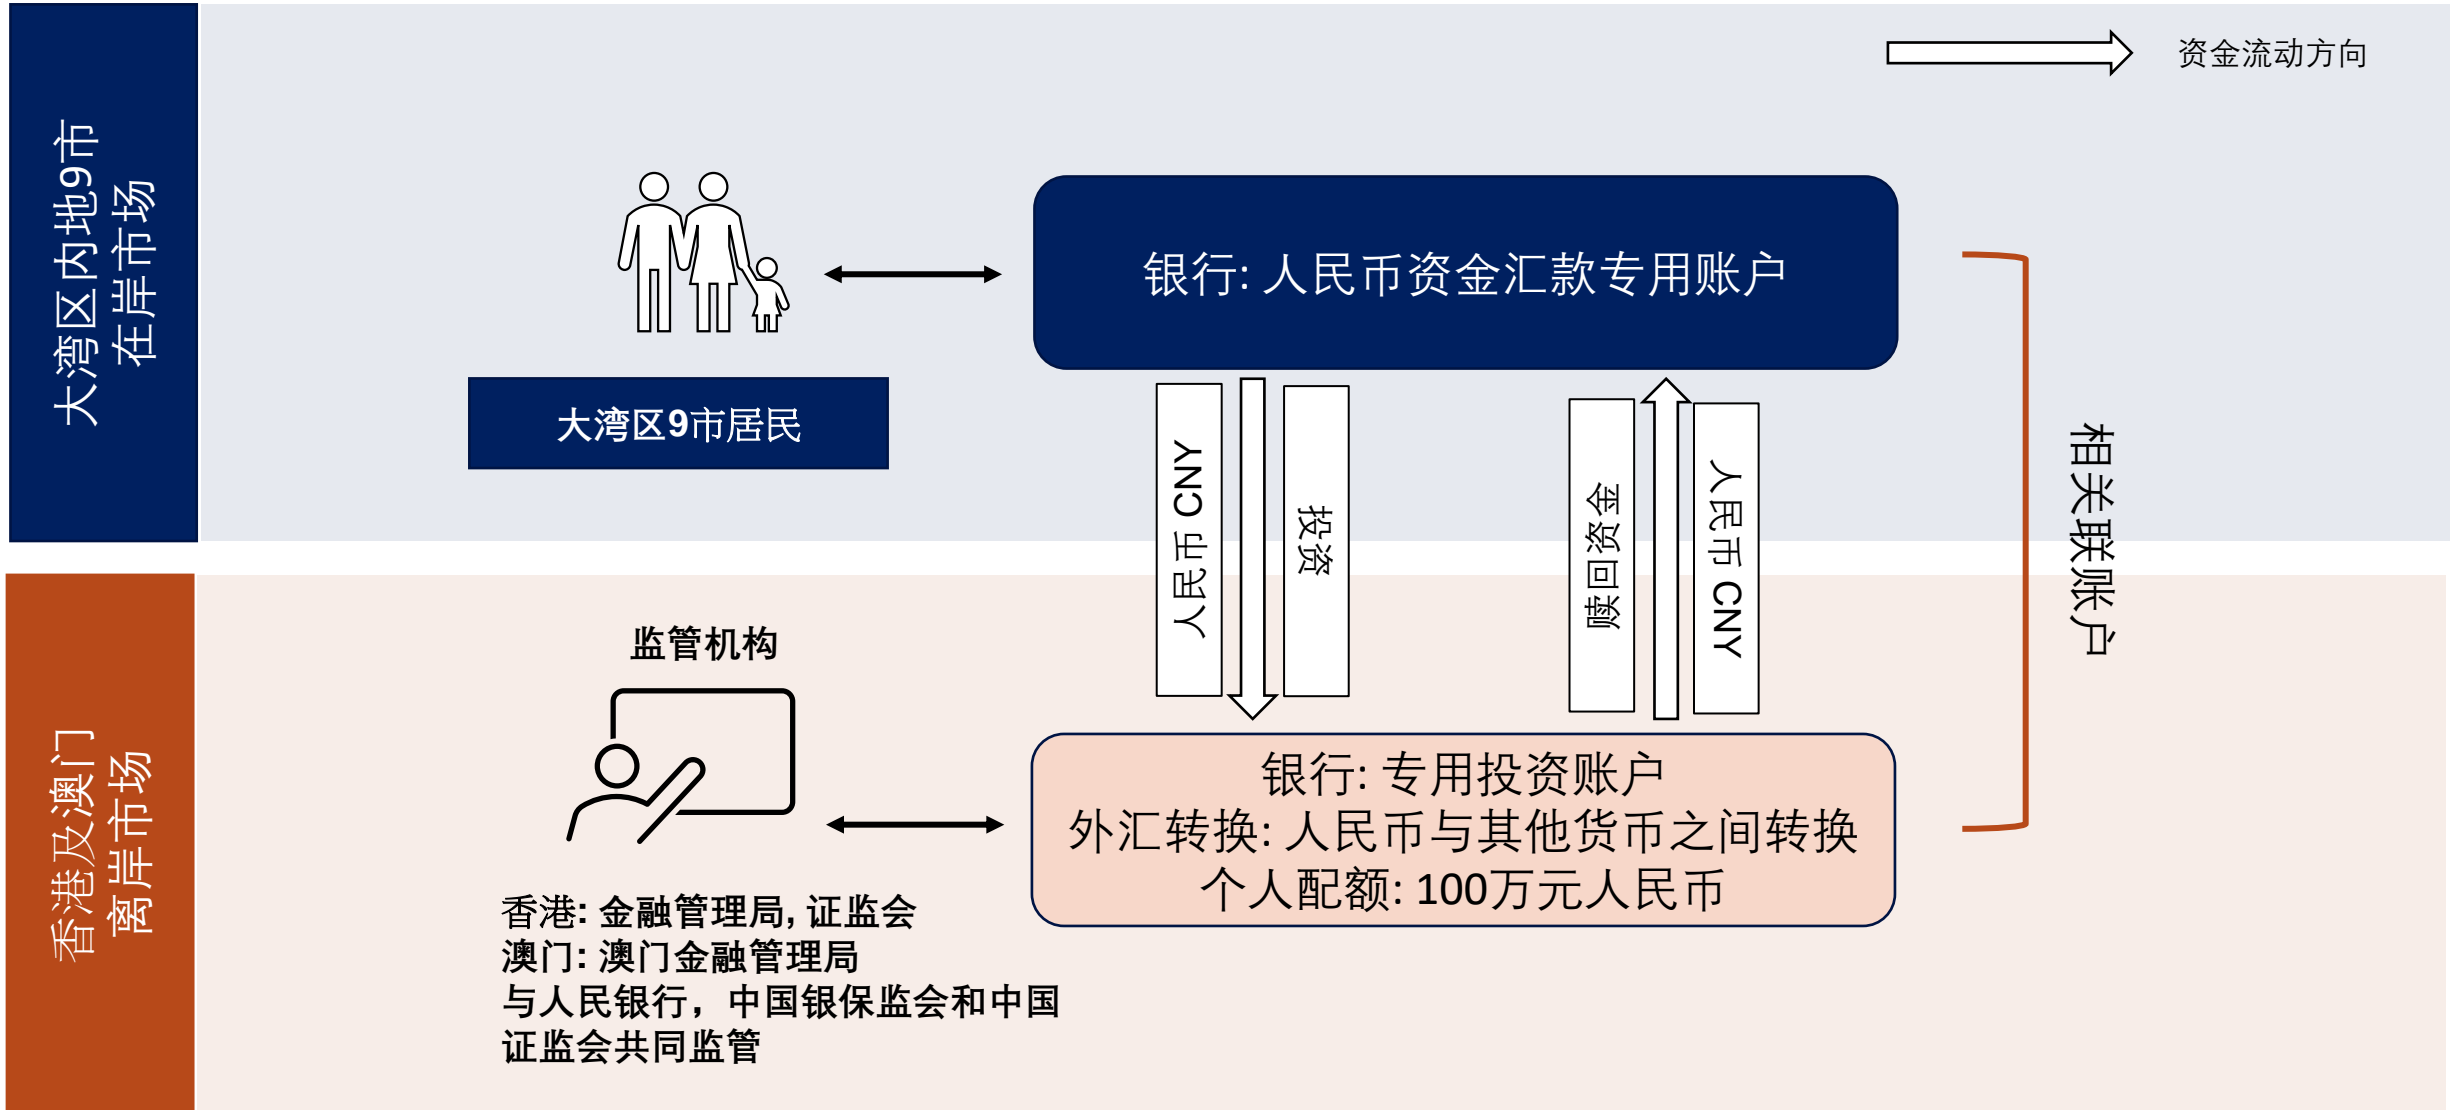 大湾区内地9市
在岸市场
资金流动方向
银行: 人民币资金汇款专用账户
大湾区9市居民
人民币 CNY
投资
赎回资金
人民币 CNY
相关联账户
香港及澳门
离岸市场
监管机构
银行: 专用投资账户
外汇转换: 人民币与其他货币之间转换
个人配额: 100万元人民币
香港: 金融管理局, 证监会
澳门: 澳门金融管理局
与人民银行，中国银保监会和中国
证监会共同监管